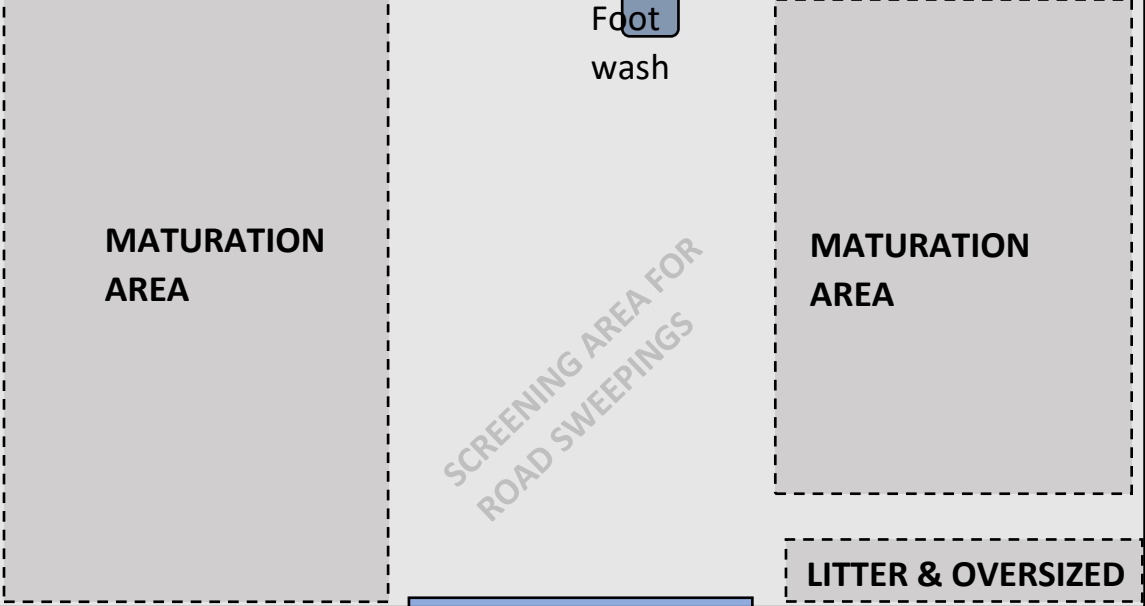 Foot
wash
MATURATION
AREA
SCREENING AREA FOR
ROAD SWEEPINGS
MATURATION
AREA
LITTER & OVERSIZED